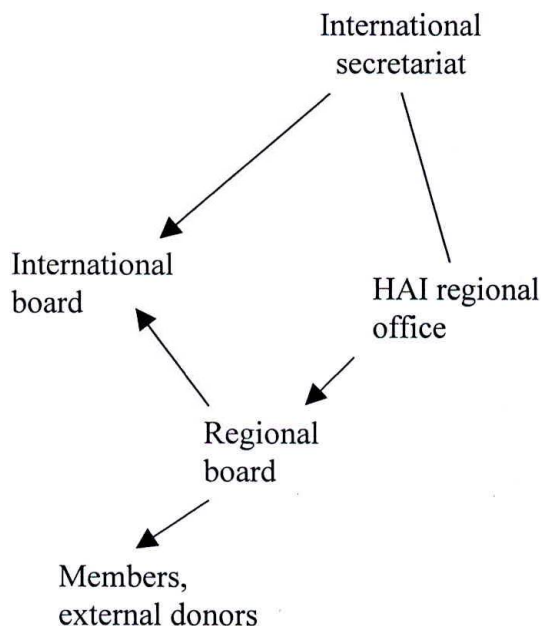 International
secretariat
International
board
HAI regional
office
Regional
board
Members,
external donors